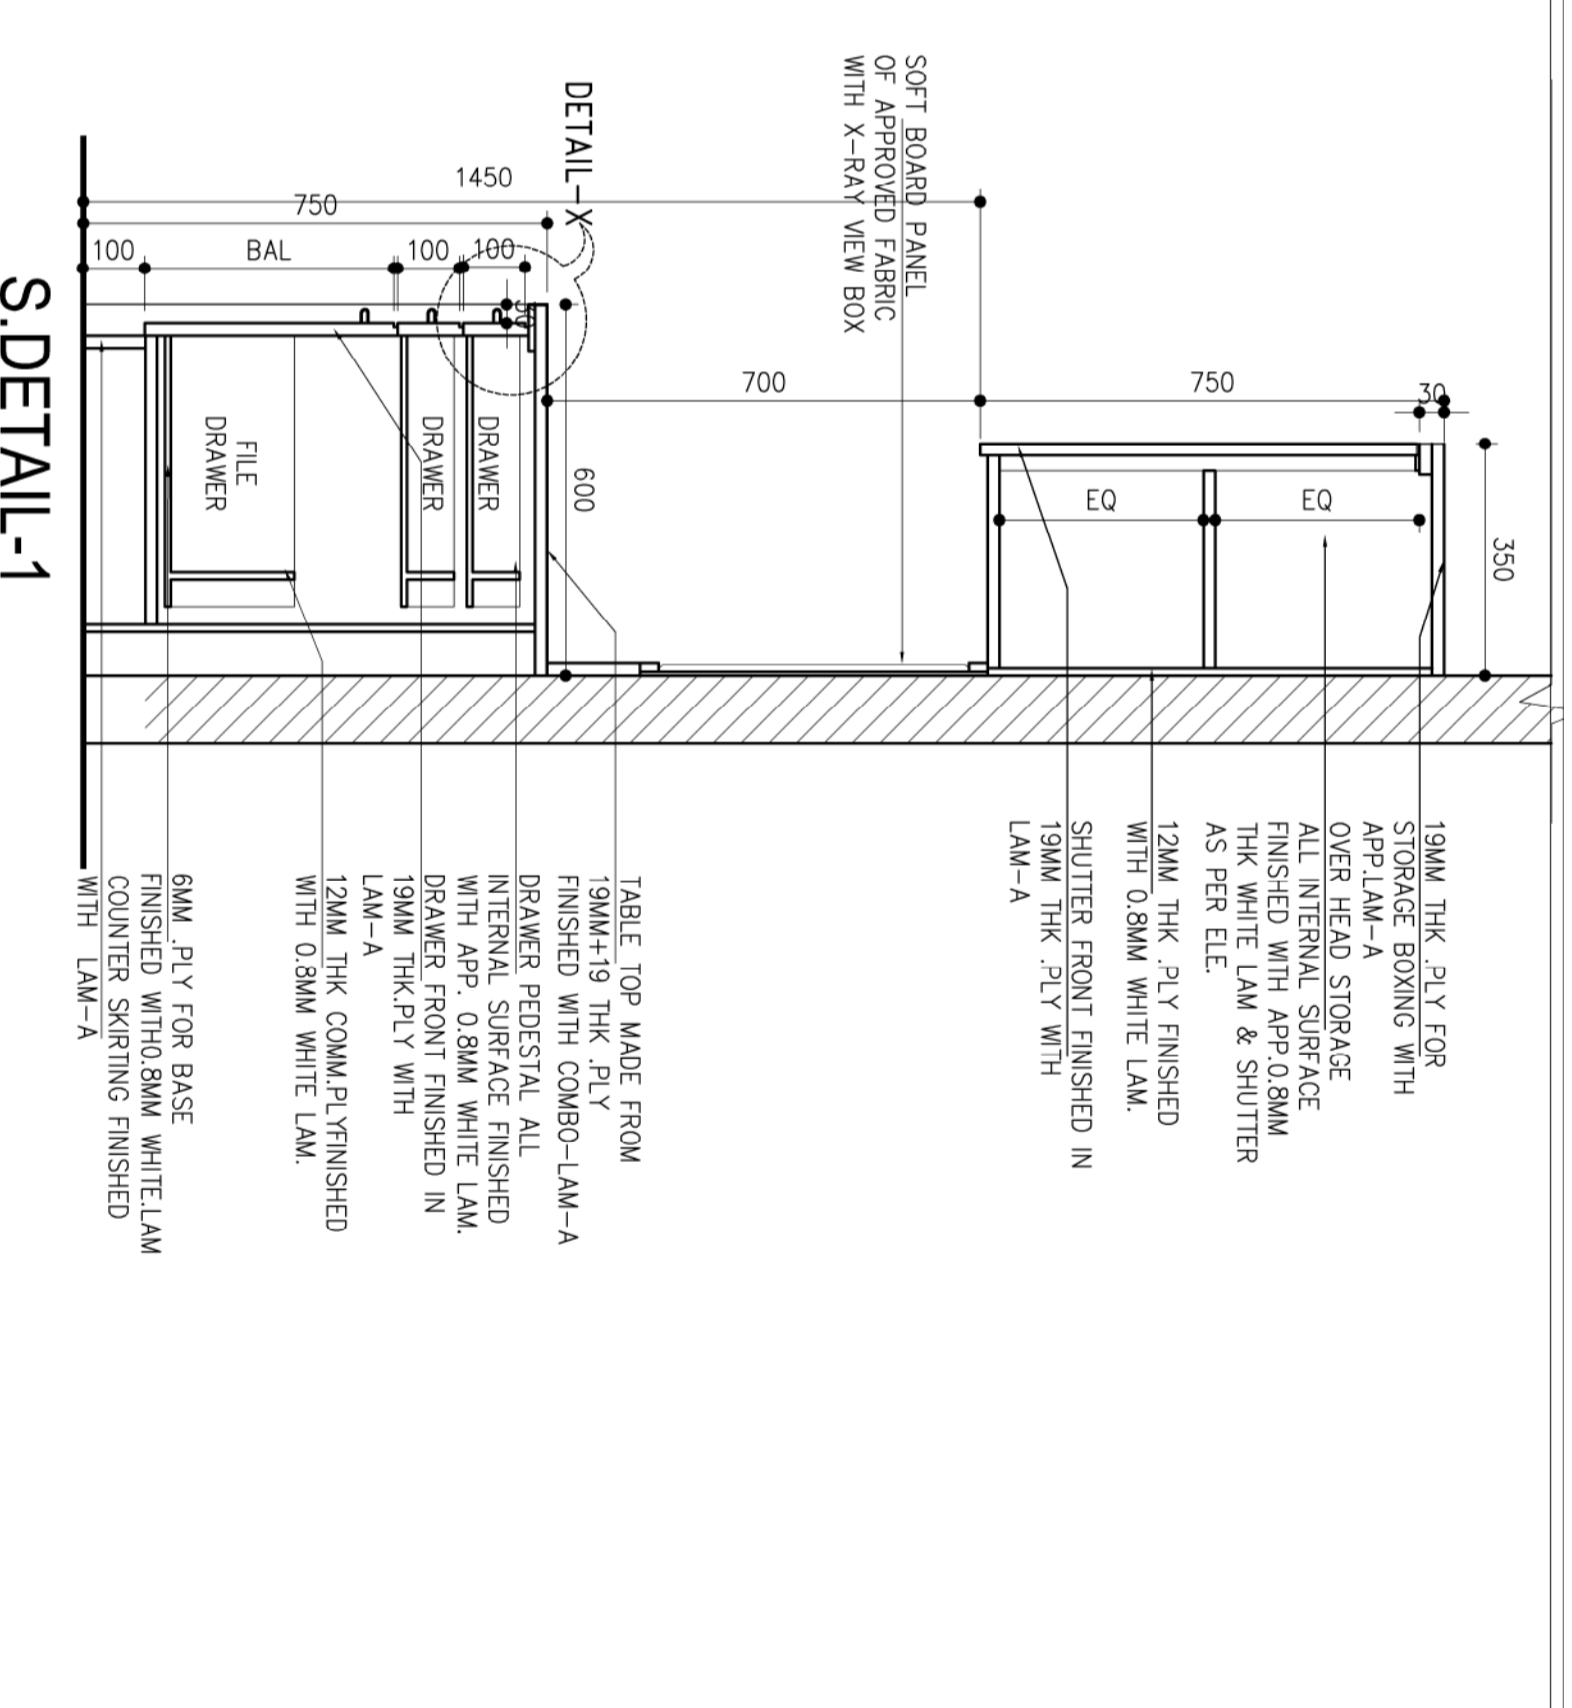 SOFT BOARD PANEL
OF APPROVED FABRIC
WITH X-RAY VIEW BOX
DETAIL-X
1450
750
100
BAL
100
100
30
700
750
30
350
600
EQ
EQ
FILE
DRAWER
DRAWER
DRAWER
19MM THK .PLY FOR
STORAGE BOXING WITH
APP.LAM-A
OVER HEAD STORAGE
ALL INTERNAL SURFACE
FINISHED WITH APP.0.8MM
THK WHITE LAM & SHUTTER
AS PER ELE.
12MM THK .PLY FINISHED
WITH 0.8MM WHITE LAM.
SHUTTER FRONT FINISHED IN
19MM THK .PLY WITH
LAM-A
TABLE TOP MADE FROM
19MM+19 THK .PLY
FINISHED WITH COMBO-LAM-A
DRAWER PEDESTAL ALL
INTERNAL SURFACE FINISHED
WITH APP. 0.8MM WHITE LAM.
DRAWER FRONT FINISHED IN
19MM THK.PLY WITH
LAM-A
12MM THK COMM.PLYFINISHED
WITH 0.8MM WHITE LAM.
6MM .PLY FOR BASE
FINISHED WITH0.8MM WHITE.LAM
COUNTER SKIRTING FINISHED
WITH LAM-A
S.DETAIL-1